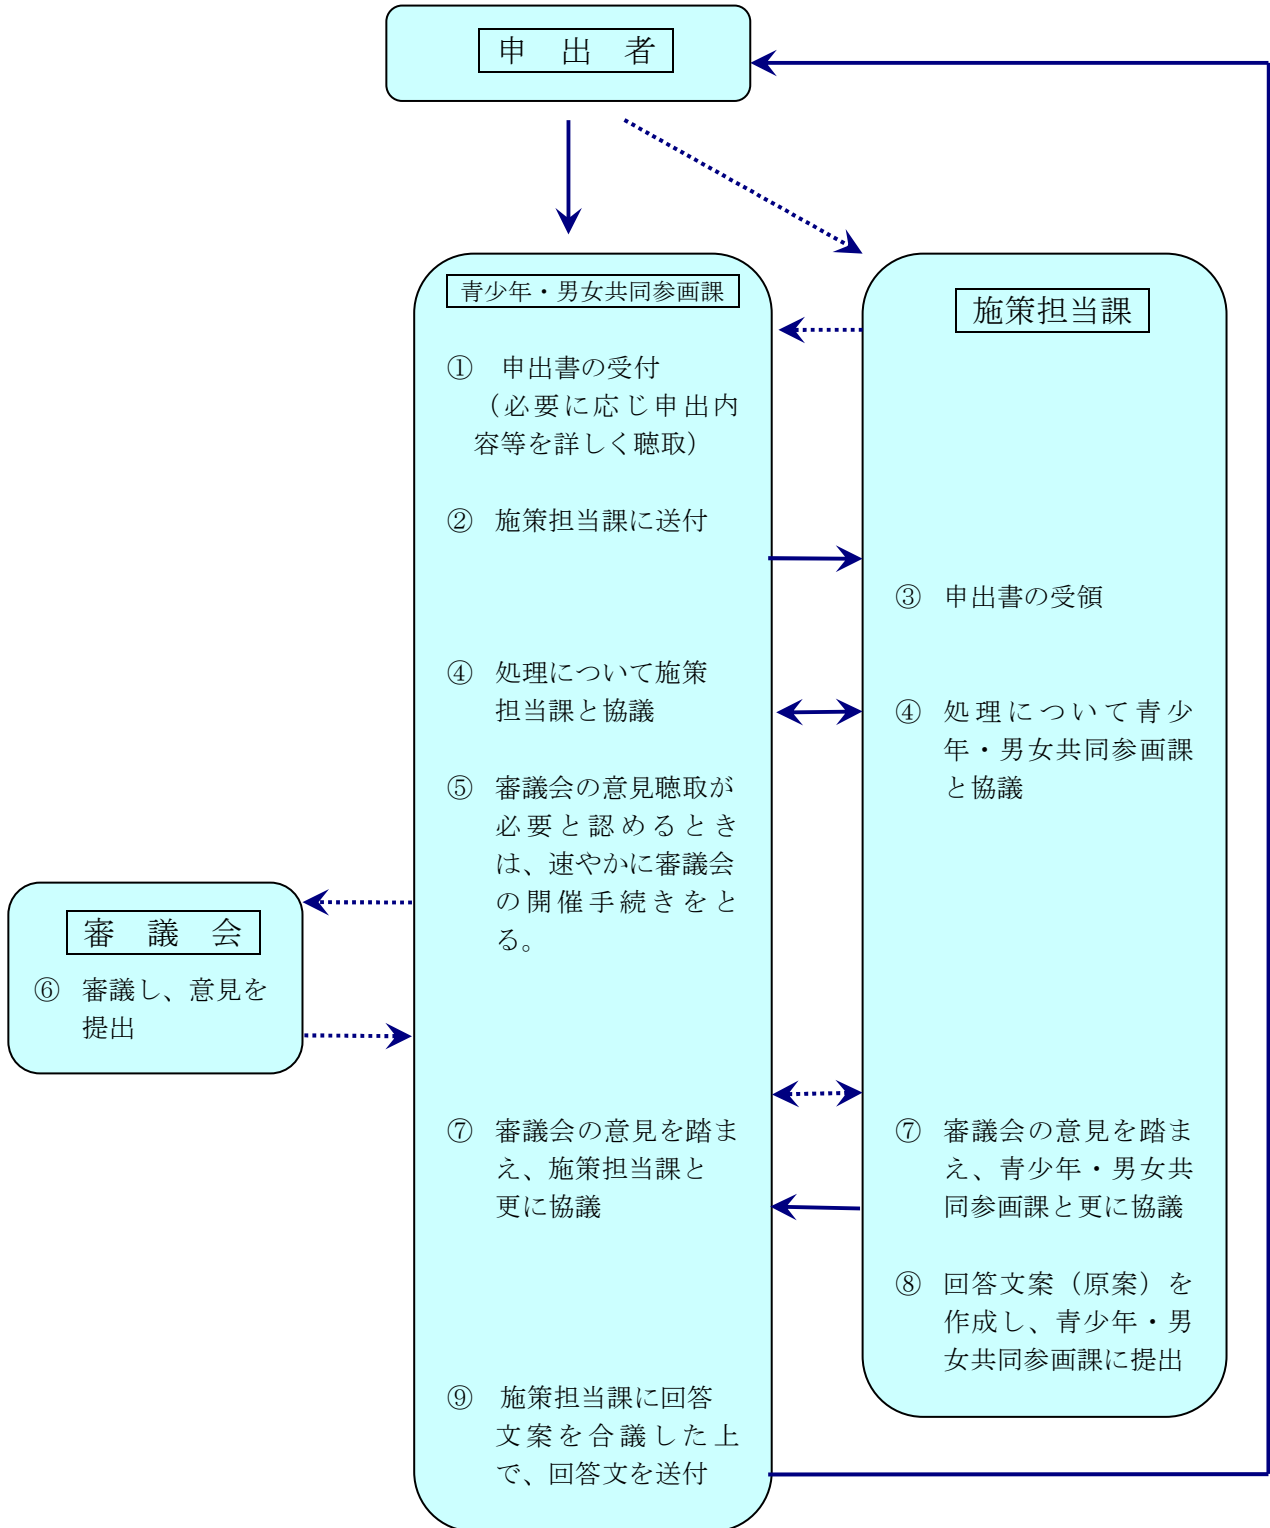 申　出　者
青少年・男女共同参画課
①　申出書の受付
（必要に応じ申出内
容等を詳しく聴取）
②　施策担当課に送付
④　処理について施策
担当課と協議
⑤　審議会の意見聴取が
必要と認めるとき
は、速やかに審議会
の開催手続きをと
る。
⑦　審議会の意見を踏ま
え、施策担当課と
更に協議
⑨　施策担当課に回答
文案を合議した上
で、回答文を送付
施策担当課
③　申出書の受領
④　処理について青少
年・男女共同参画課
と協議
⑦　審議会の意見を踏ま
え、青少年・男女共
同参画課と更に協議
⑧　回答文案（原案）を
作成し、青少年・男
女共同参画課に提出
審　議　会
⑥　審議し、意見を
提出